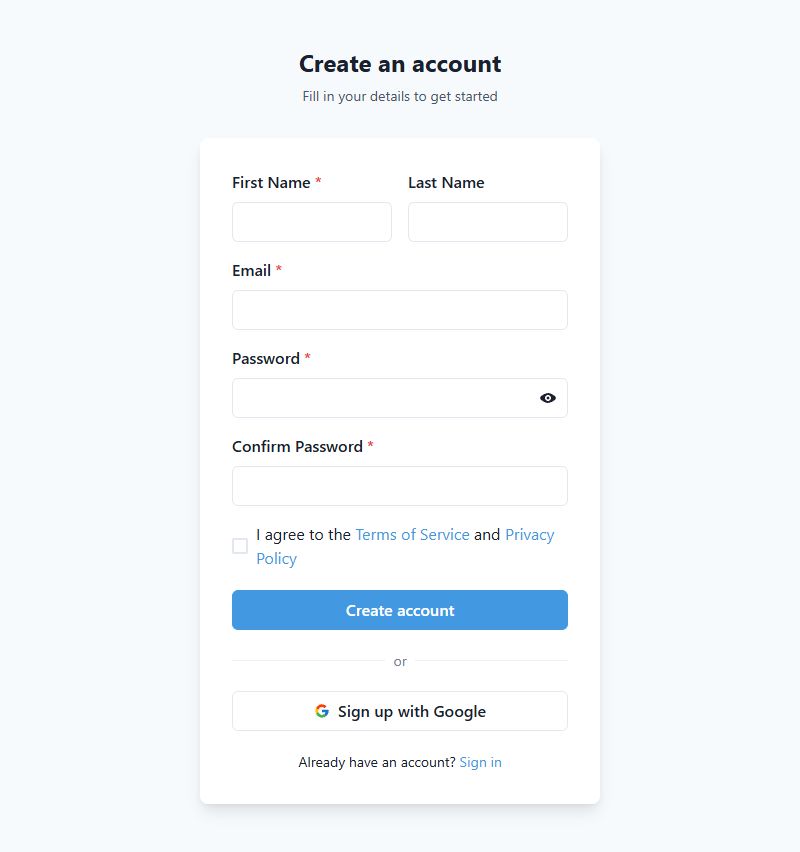 Create an account
Fill in your details to get started
First Name *
Last Name
Email *
Password *
Confirm Password *
I agree to the Terms of Service and Privacy
Policy
Create account
or
Sign up with Google
Already have an account? Sign in